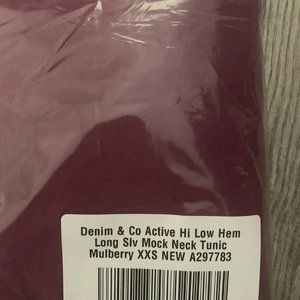 Denim & Co Active Hi Low Hem
Long Slv Mock Neck Tunic
Mulberry XXS NEW A297783